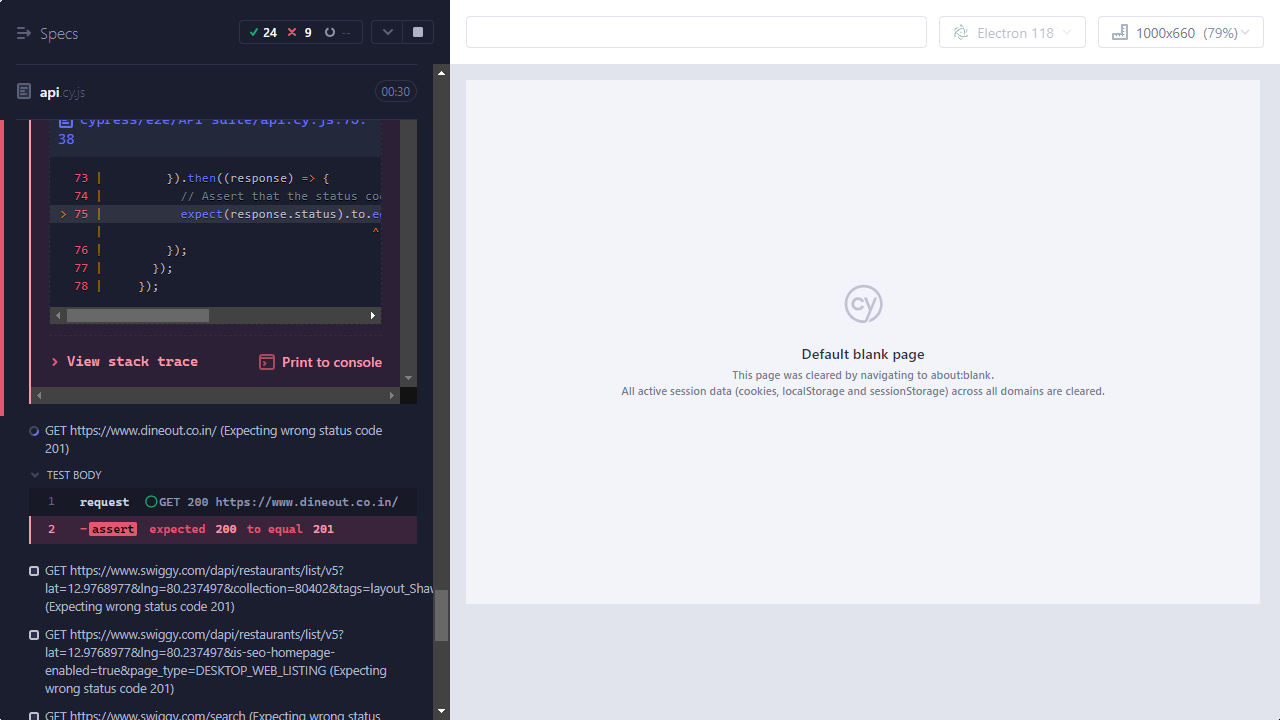 Specs
24 9 --
Electron 118
1000x660 (79%)
api.cy.js
00:30
cypress/e2e/API suite/api.cy.js:75:
38
73 | }).then((response) => {
74 | // Assert that the status co
> 75 | expect(response.status).to.e
| ^
76 | });
77 | });
78 | });
View stack trace
Print to console
cy
Default blank page
This page was cleared by navigating to about:blank.
All active session data (cookies, localStorage and sessionStorage) across all domains are cleared.
GET https://www.dineout.co.in/ (Expecting wrong status code
201)
TEST BODY
1 request GET 200 https://www.dineout.co.in/
2 -assert expected 200 to equal 201
GET https://www.swiggy.com/dapi/restaurants/list/v5?
lat=12.9768977&lng=80.237497&collection=80402&tags=layout_Shaw
(Expecting wrong status code 201)
GET https://www.swiggy.com/dapi/restaurants/list/v5?
lat=12.9768977&lng=80.237497&is-seo-homepage-
enabled=true&page_type=DESKTOP_WEB_LISTING (Expecting
wrong status code 201)
GET https://www.swiggy.com/search (Expecting wrong status